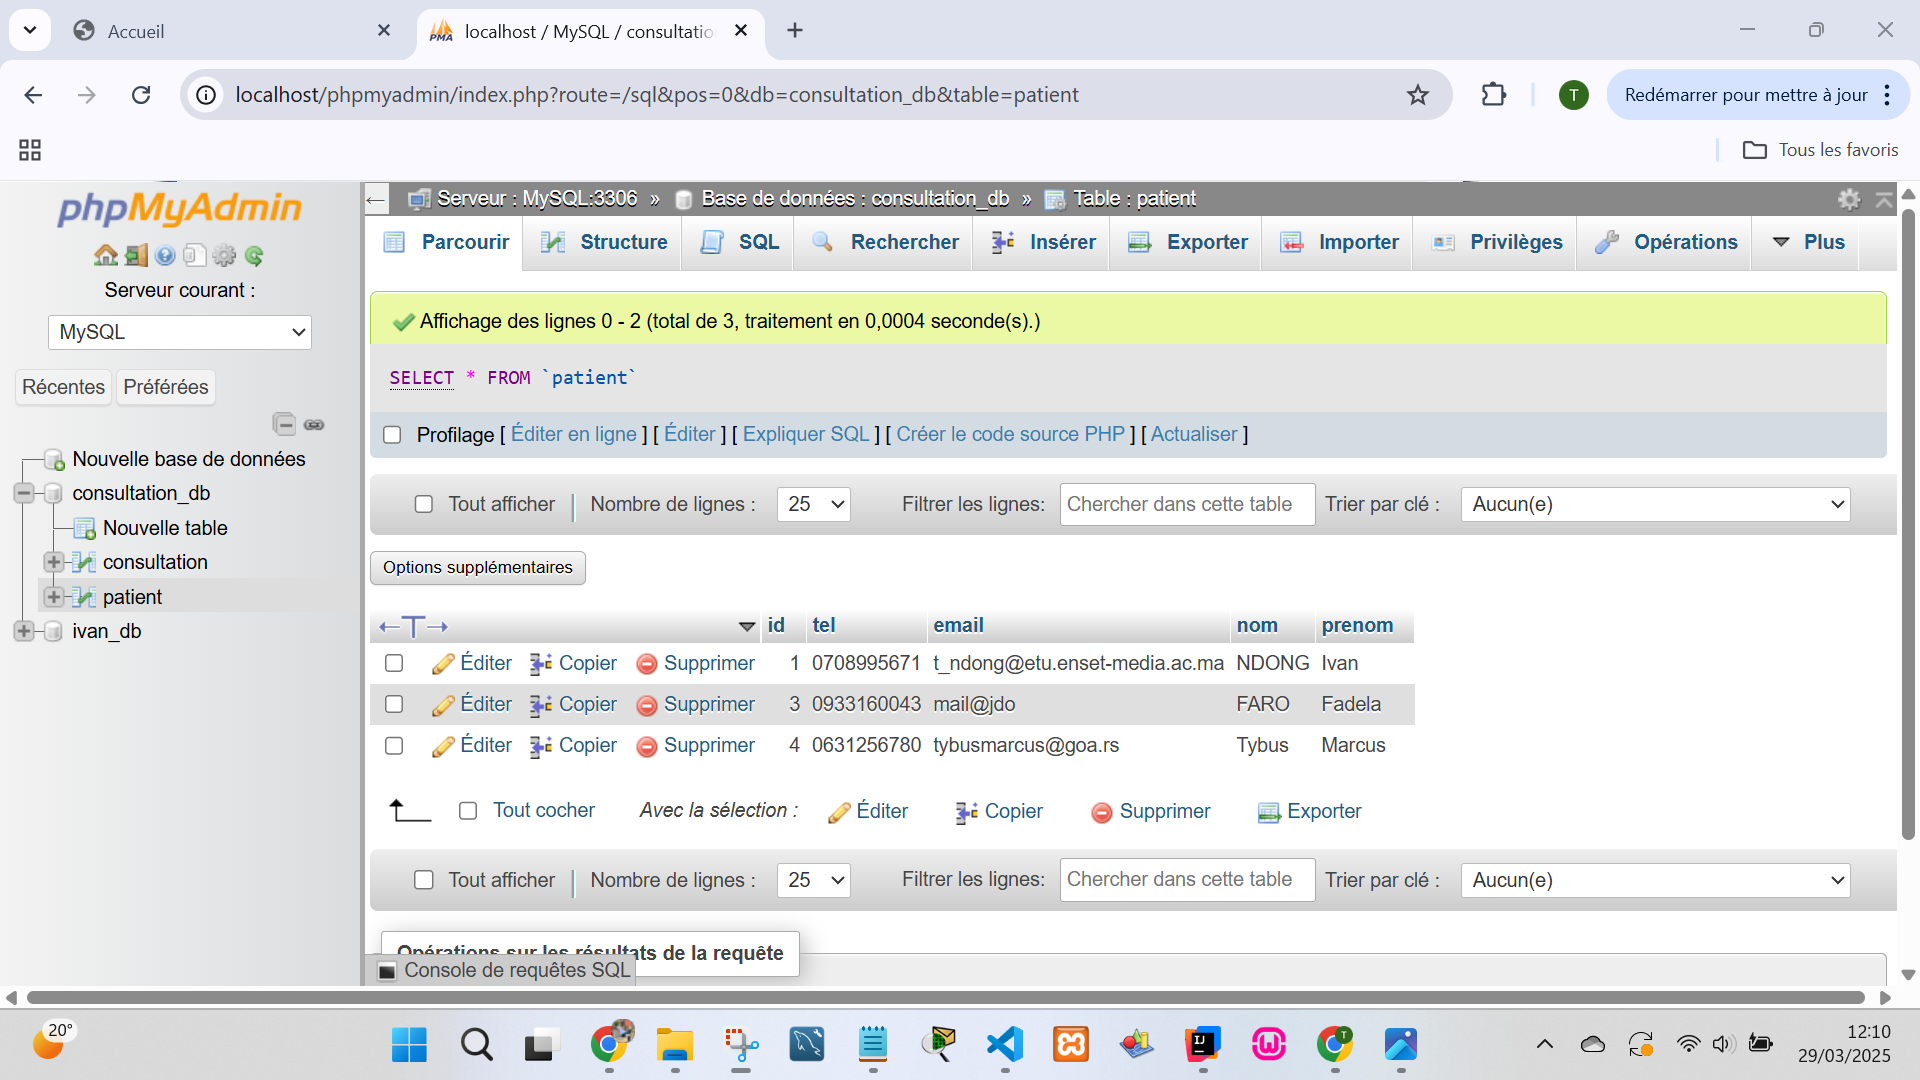 Accueil
localhost / MySQL / consultatio
localhost/phpmyadmin/index.php?route=/sql&pos=0&db=consultation_db&table=patient
T
Redémarrer pour mettre à jour
Tous les favoris
phpMyAdmin
Serveur courant :
MySQL
Récentes
Préférées
Nouvelle base de données
consultation_db
Nouvelle table
consultation
patient
ivan_db
Serveur : MySQL:3306 » Base de données : consultation_db » Table : patient
Parcourir Structure SQL Rechercher Insérer Exporter Importer Privilèges Opérations Plus
Affichage des lignes 0 - 2 (total de 3, traitement en 0,0004 seconde(s).)
SELECT * FROM `patient`
Profilage [ Éditer en ligne ] [ Éditer ] [ Expliquer SQL ] [ Créer le code source PHP ] [ Actualiser ]
Tout afficher Nombre de lignes : 25 Filtrer les lignes: Chercher dans cette table Trier par clé : Aucun(e)
Options supplémentaires
←T→ id tel email nom prenom
Éditer Copier Supprimer 1 0708995671 t_ndong@etu.enset-media.ac.ma NDONG Ivan
Éditer Copier Supprimer 3 0933160043 mail@jdo FARO Fadela
Éditer Copier Supprimer 4 0631256780 tybusmarcus@goa.rs Tybus Marcus
Tout cocher Avec la sélection : Éditer Copier Supprimer Exporter
Tout afficher Nombre de lignes : 25 Filtrer les lignes: Chercher dans cette table Trier par clé : Aucun(e)
Opérations sur les résultats de la requête
Console de requêtes SQL
20°
12:10
29/03/2025